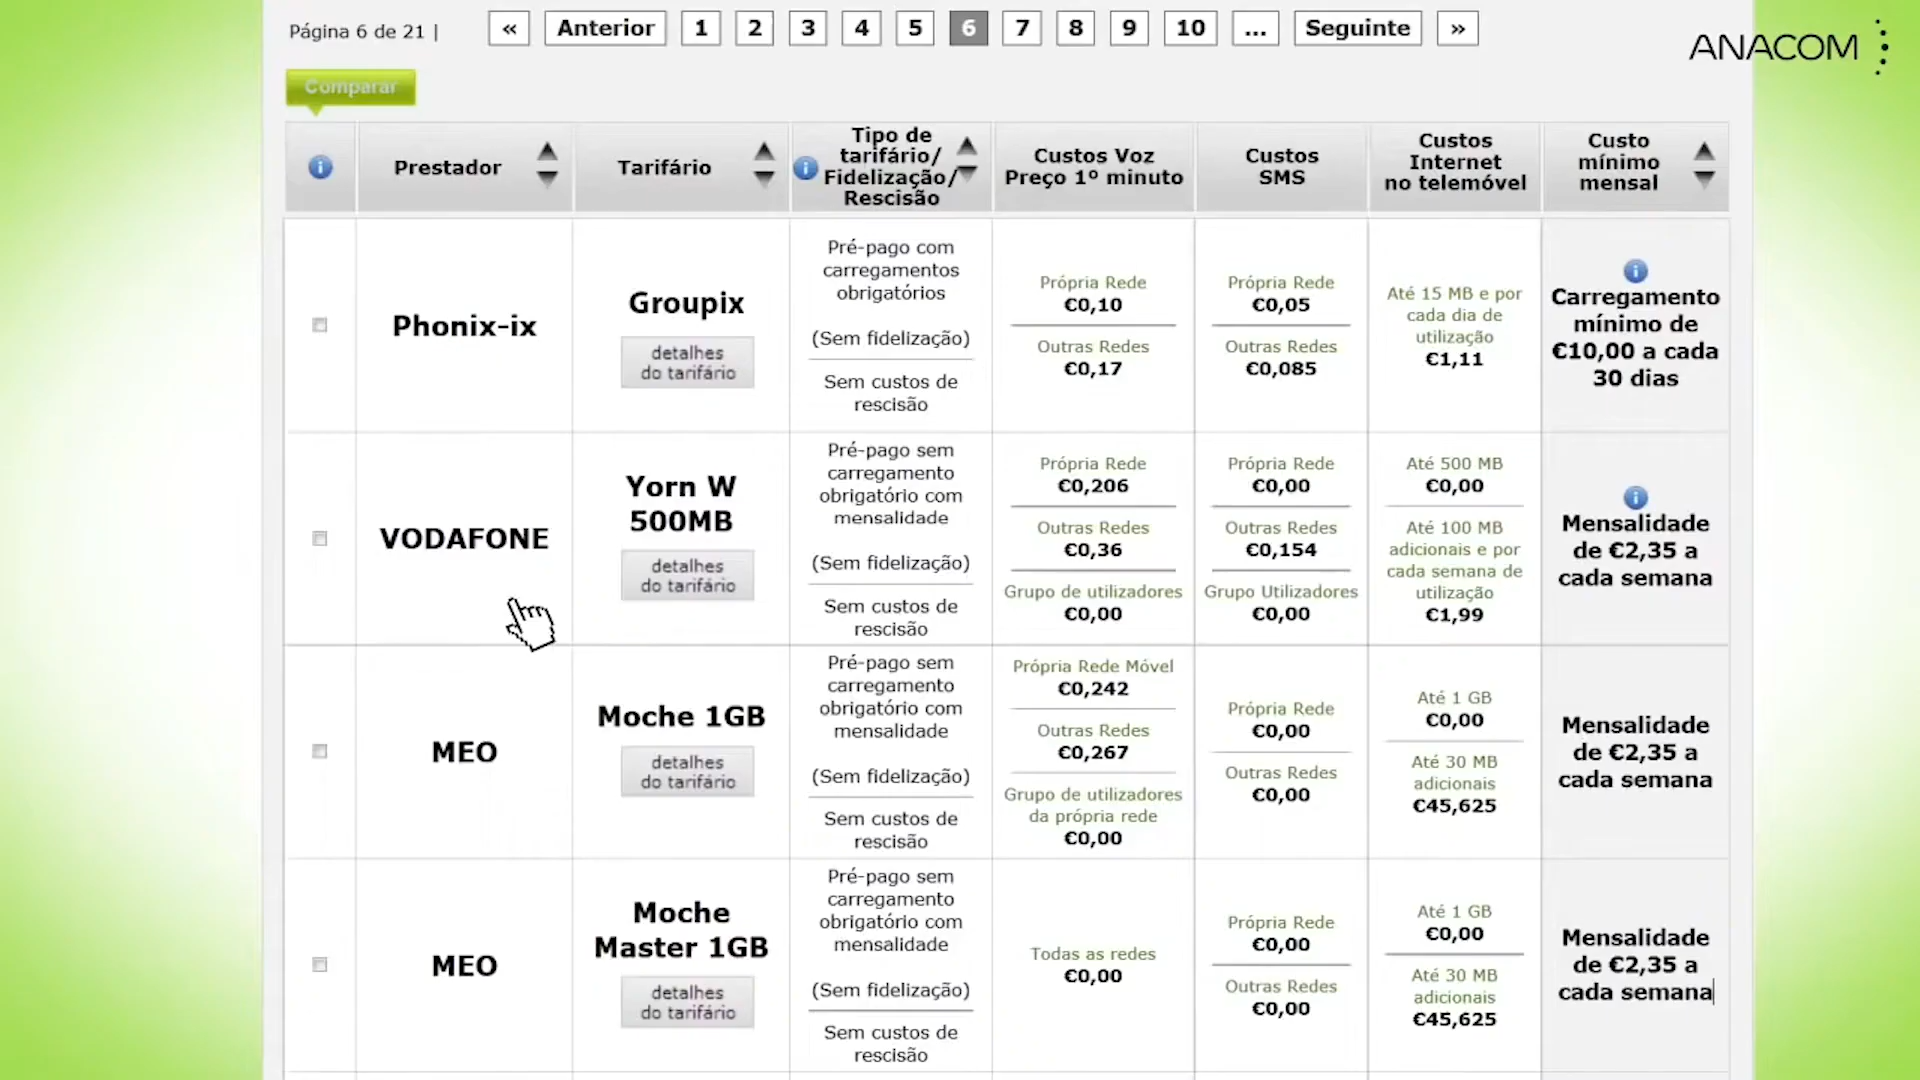 Página 6 de 21 |
« Anterior 1 2 3 4 5 6 7 8 9 10 ... Seguinte »
ANACOM
Comparar
Prestador
Tarifário
Tipo de
tarifário/
Fidelização/
Rescisão
Custos Voz
Preço 1º minuto
Custos
SMS
Custos
Internet
no telemóvel
Custo
mínimo
mensal
Phonix-ix
Groupix
detalhes
do tarifário
Pré-pago com
carregamentos
obrigatórios
(Sem fidelização)
Sem custos de
rescisão
Própria Rede
€0,10
Outras Redes
€0,17
Própria Rede
€0,05
Outras Redes
€0,085
Até 15 MB e por
cada dia de
utilização
€1,11
Carregamento
mínimo de
€10,00 a cada
30 dias
VODAFONE
Yorn W
500MB
detalhes
do tarifário
Pré-pago sem
carregamento
obrigatório com
mensalidade
(Sem fidelização)
Sem custos de
rescisão
Própria Rede
€0,206
Outras Redes
€0,36
Grupo de utilizadores
€0,00
Própria Rede
€0,00
Outras Redes
€0,154
Grupo Utilizadores
€0,00
Até 500 MB
€0,00
Até 100 MB
adicionais e por
cada semana de
utilização
€1,99
Mensalidade
de €2,35 a
cada semana
MEO
Moche 1GB
detalhes
do tarifário
Pré-pago sem
carregamento
obrigatório com
mensalidade
(Sem fidelização)
Sem custos de
rescisão
Própria Rede Móvel
€0,242
Outras Redes
€0,267
Grupo de utilizadores
da própria rede
€0,00
Própria Rede
€0,00
Outras Redes
€0,00
Até 1 GB
€0,00
Até 30 MB
adicionais
€45,625
Mensalidade
de €2,35 a
cada semana
MEO
Moche
Master 1GB
detalhes
do tarifário
Pré-pago sem
carregamento
obrigatório com
mensalidade
(Sem fidelização)
Sem custos de
rescisão
Todas as redes
€0,00
Própria Rede
€0,00
Outras Redes
€0,00
Até 1 GB
€0,00
Até 30 MB
adicionais
€45,625
Mensalidade
de €2,35 a
cada semana